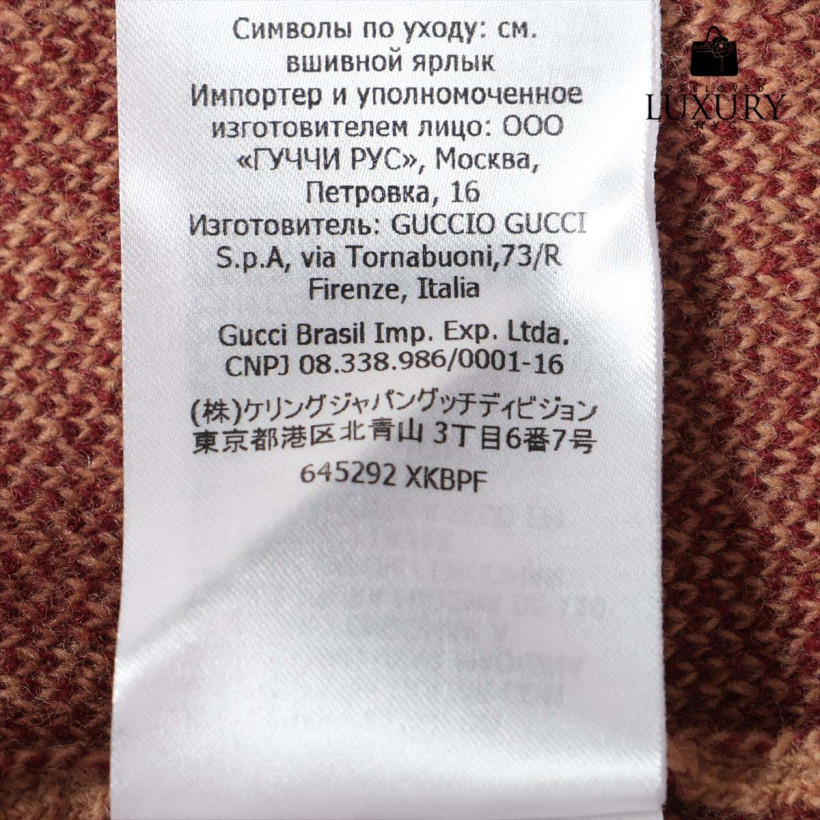 Символы по уходу: см.
вшивной ярлык
Импортер и уполномоченное
изготовителем лицо: ООО
«ГУЧЧИ РУС», Москва,
Петровка, 16
Изготовитель: GUCCIO GUCCI
S.p.A, via Tornabuoni,73/R
Firenze, Italia
Gucci Brasil Imp. Exp. Ltda.
CNPJ 08.338.986/0001-16
(株)ケリングジャパングッチディビジョン
東京都港区北青山 3丁目6番7号
645292 XKBPF
PRELOVED
LUXURY
NYC